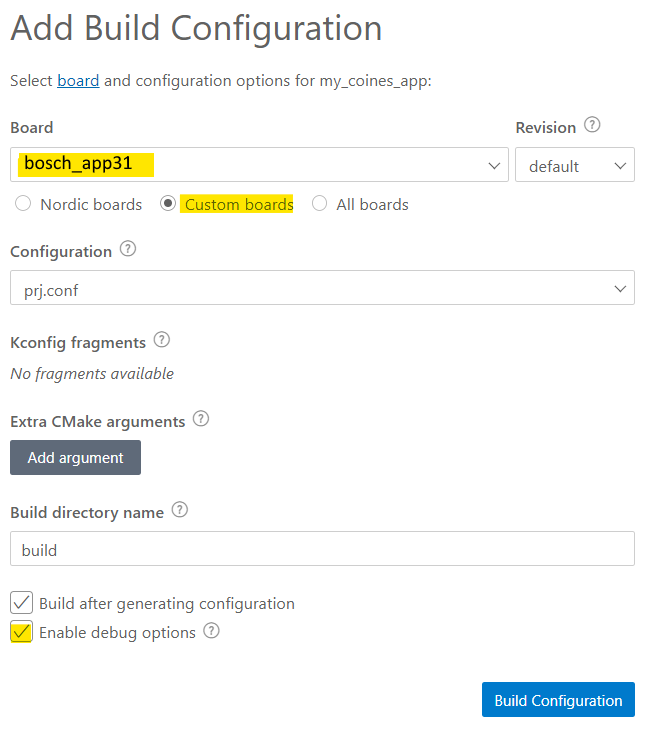 Add Build Configuration
Select board and configuration options for my_coines_app:
Board
Revision ?
bosch_app31
default
Nordic boards Custom boards All boards
Configuration ?
prj.conf
Kconfig fragments ?
No fragments available
Extra CMake arguments ?
Add argument
Build directory name ?
build
Build after generating configuration
Enable debug options ?
Build Configuration